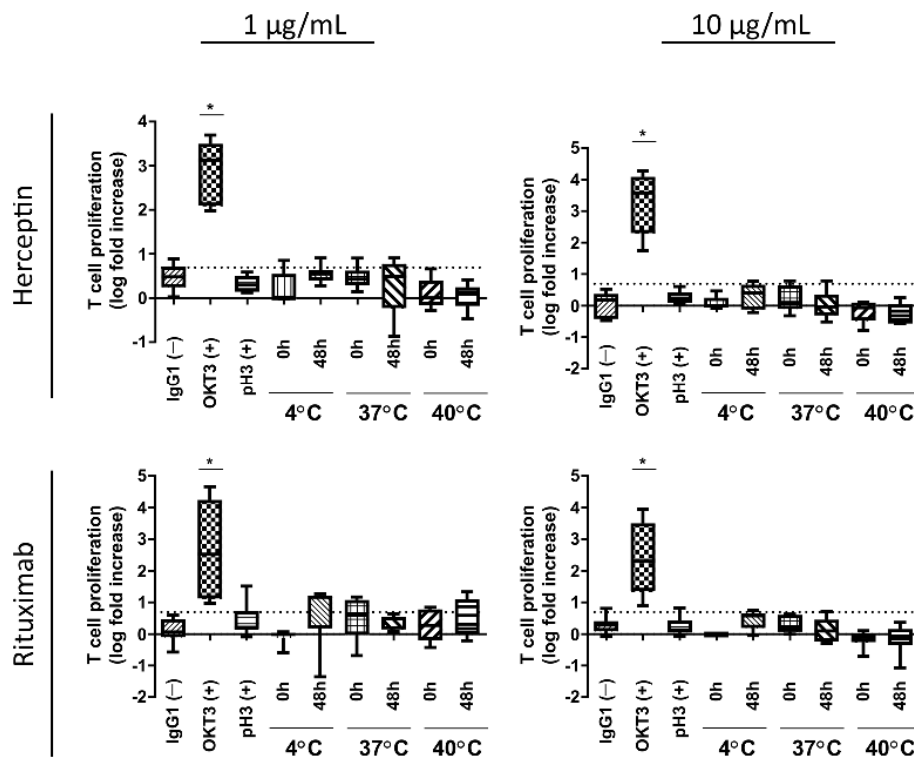 1 μg/mL
10 μg/mL
Herceptin
T cell proliferation
(log fold increase)
4
3
2
1
0
-1
*
IgG1 (–)
OKT3 (+)
pH3 (+)
0h
48h
0h
48h
0h
48h
4°C
37°C
40°C
T cell proliferation
(log fold increase)
5
4
3
2
1
0
-1
-2
*
IgG1 (–)
OKT3 (+)
pH3 (+)
0h
48h
0h
48h
0h
48h
4°C
37°C
40°C
Rituximab
T cell proliferation
(log fold increase)
5
4
3
2
1
0
-1
-2
*
IgG1 (–)
OKT3 (+)
pH3 (+)
0h
48h
0h
48h
0h
48h
4°C
37°C
40°C
T cell proliferation
(log fold increase)
5
4
3
2
1
0
-1
-2
*
IgG1 (–)
OKT3 (+)
pH3 (+)
0h
48h
0h
48h
0h
48h
4°C
37°C
40°C